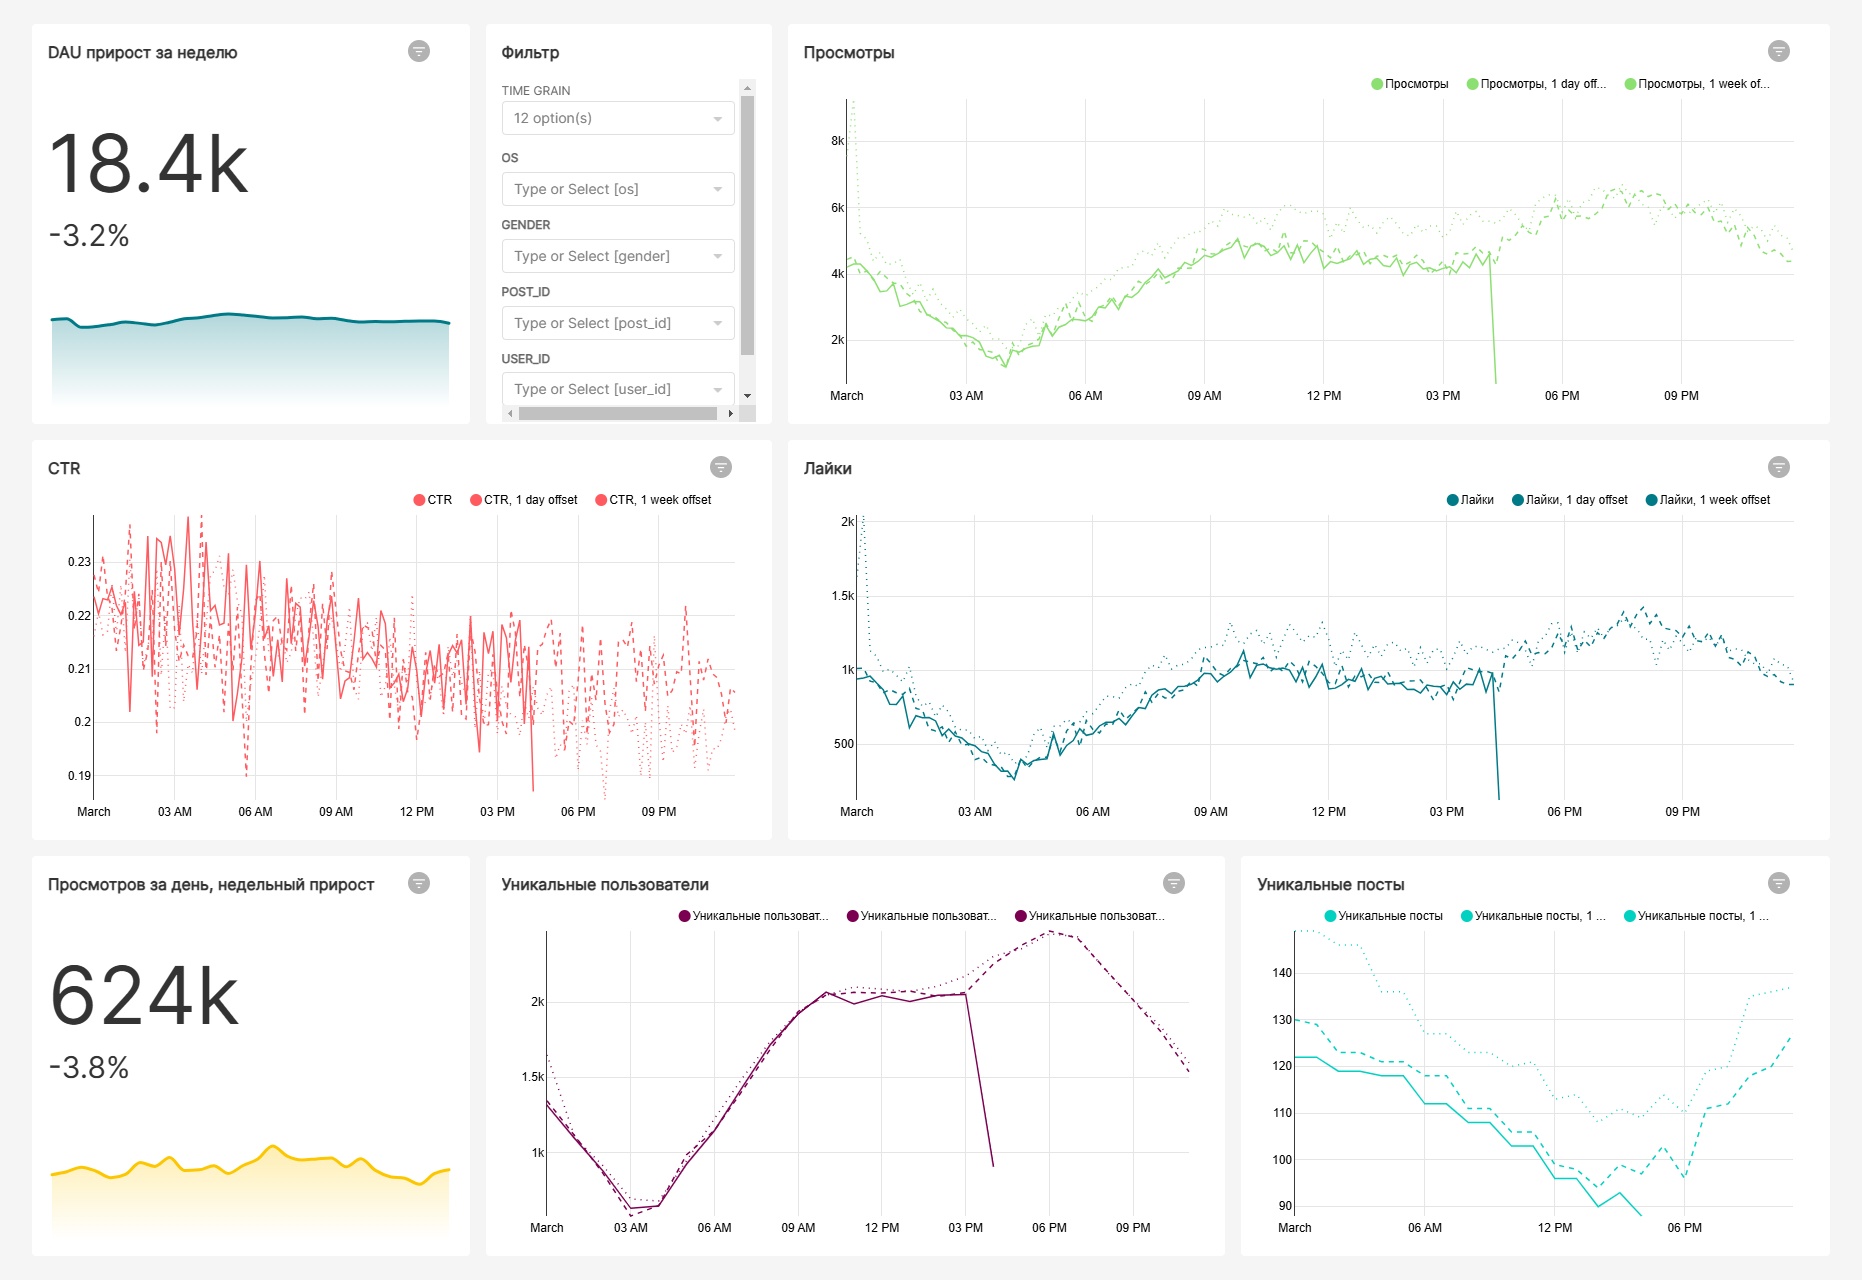 DAU прирост за неделю
18.4k
-3.2%
Фильтр
TIME GRAIN
12 option(s)
OS
Type or Select [os]
GENDER
Type or Select [gender]
POST_ID
Type or Select [post_id]
USER_ID
Type or Select [user_id]
Просмотры
Просмотры Просмотры, 1 day off... Просмотры, 1 week of...
8k
6k
4k
2k
March 03 AM 06 AM 09 AM 12 PM 03 PM 06 PM 09 PM
CTR
CTR CTR, 1 day offset CTR, 1 week offset
0.23
0.22
0.21
0.2
0.19
March 03 AM 06 AM 09 AM 12 PM 03 PM 06 PM 09 PM
Лайки
Лайки Лайки, 1 day offset Лайки, 1 week offset
2k
1.5k
1k
500
March 03 AM 06 AM 09 AM 12 PM 03 PM 06 PM 09 PM
Просмотров за день, недельный прирост
624k
-3.8%
Уникальные пользователи
Уникальные пользоват... Уникальные пользоват... Уникальные пользоват...
2k
1.5k
1k
March 03 AM 06 AM 09 AM 12 PM 03 PM 06 PM 09 PM
Уникальные посты
Уникальные посты Уникальные посты, 1 ... Уникальные посты, 1 ...
140
130
120
110
100
90
March 06 AM 12 PM 06 PM